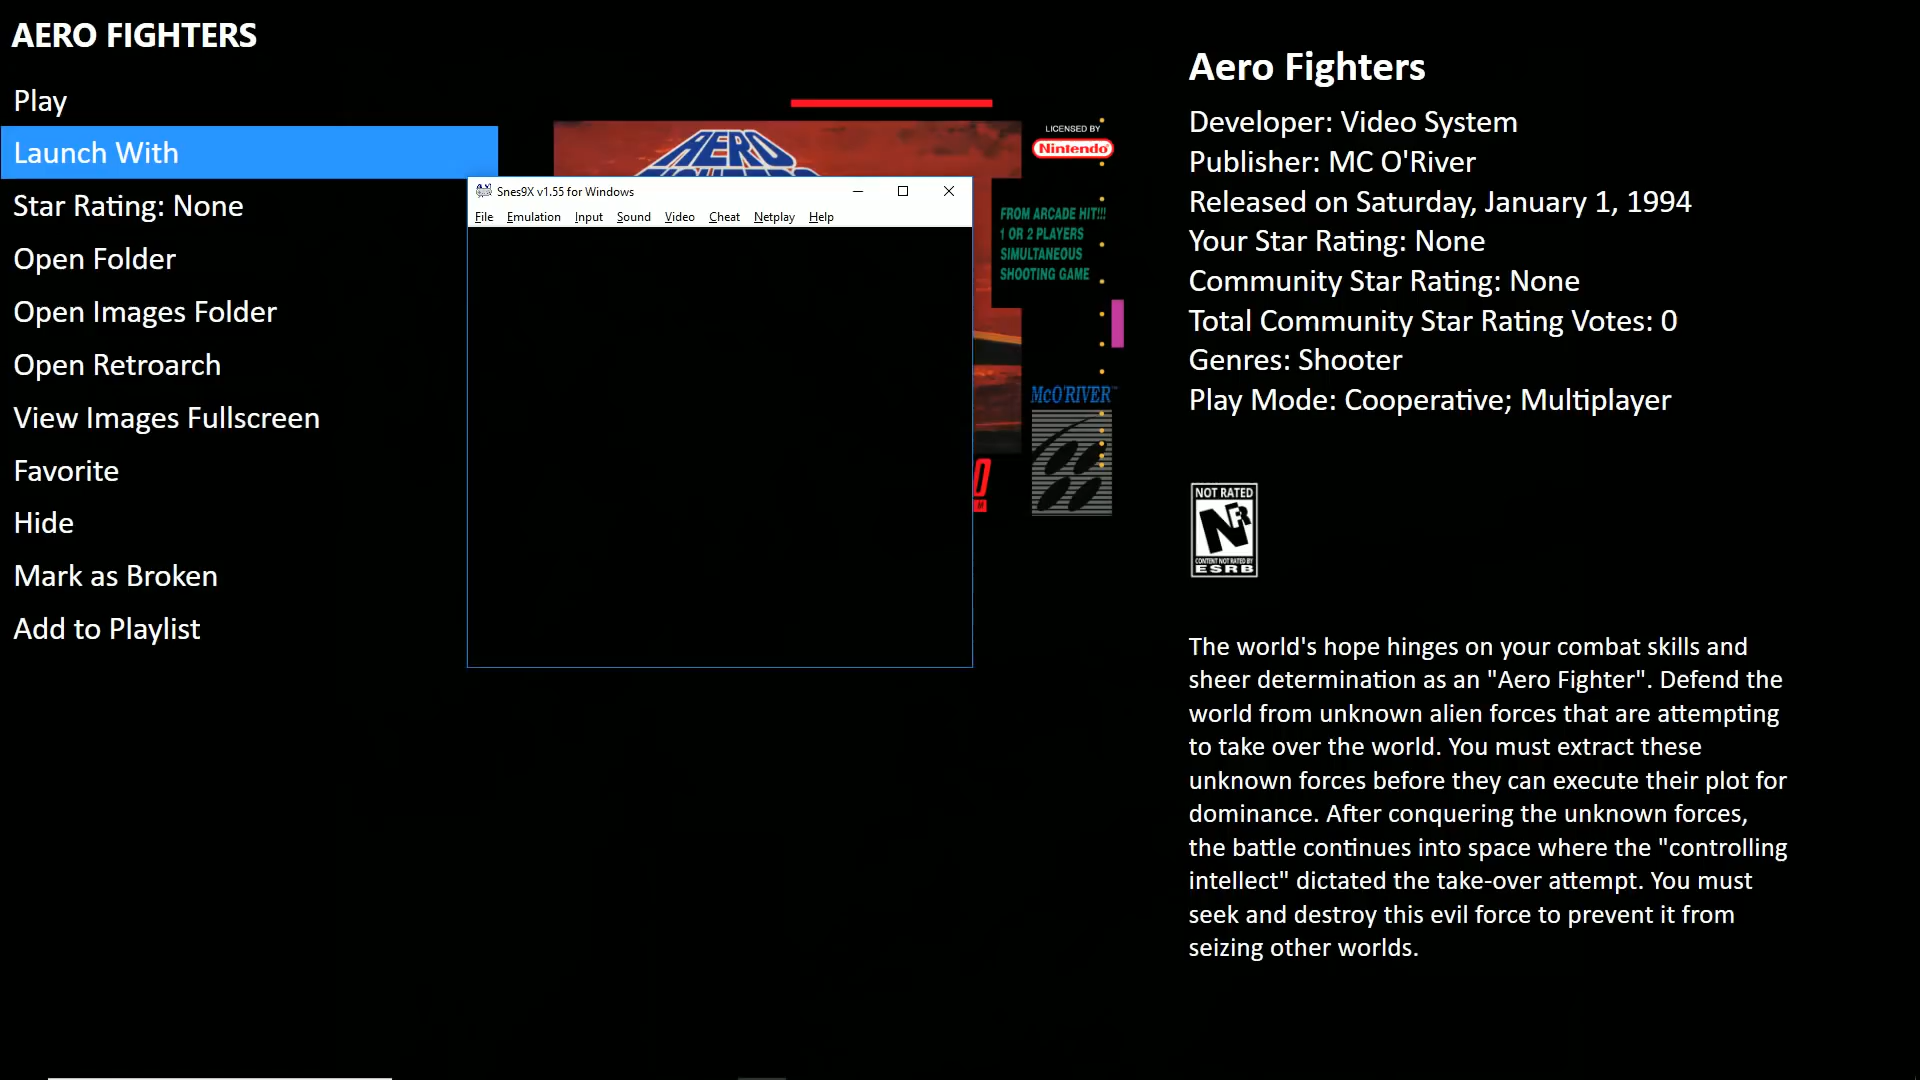 AERO FIGHTERS
Play
Launch With
Star Rating: None
Open Folder
Open Images Folder
Open Retroarch
View Images Fullscreen
Favorite
Hide
Mark as Broken
Add to Playlist
AERO
LICENSED BY
Nintendo
FROM ARCADE HIT!!!
1 OR 2 PLAYERS
SIMULTANEOUS
SHOOTING GAME
McO'RIVER™
Snes9X v1.55 for Windows
File Emulation Input Sound Video Cheat Netplay Help
Aero Fighters
Developer: Video System
Publisher: MC O'River
Released on Saturday, January 1, 1994
Your Star Rating: None
Community Star Rating: None
Total Community Star Rating Votes: 0
Genres: Shooter
Play Mode: Cooperative; Multiplayer
NOT RATED
NR
CONTENT NOT RATED BY
ESRB
The world's hope hinges on your combat skills and
sheer determination as an "Aero Fighter". Defend the
world from unknown alien forces that are attempting
to take over the world. You must extract these
unknown forces before they can execute their plot for
dominance. After conquering the unknown forces,
the battle continues into space where the "controlling
intellect" dictated the take-over attempt. You must
seek and destroy this evil force to prevent it from
seizing other worlds.